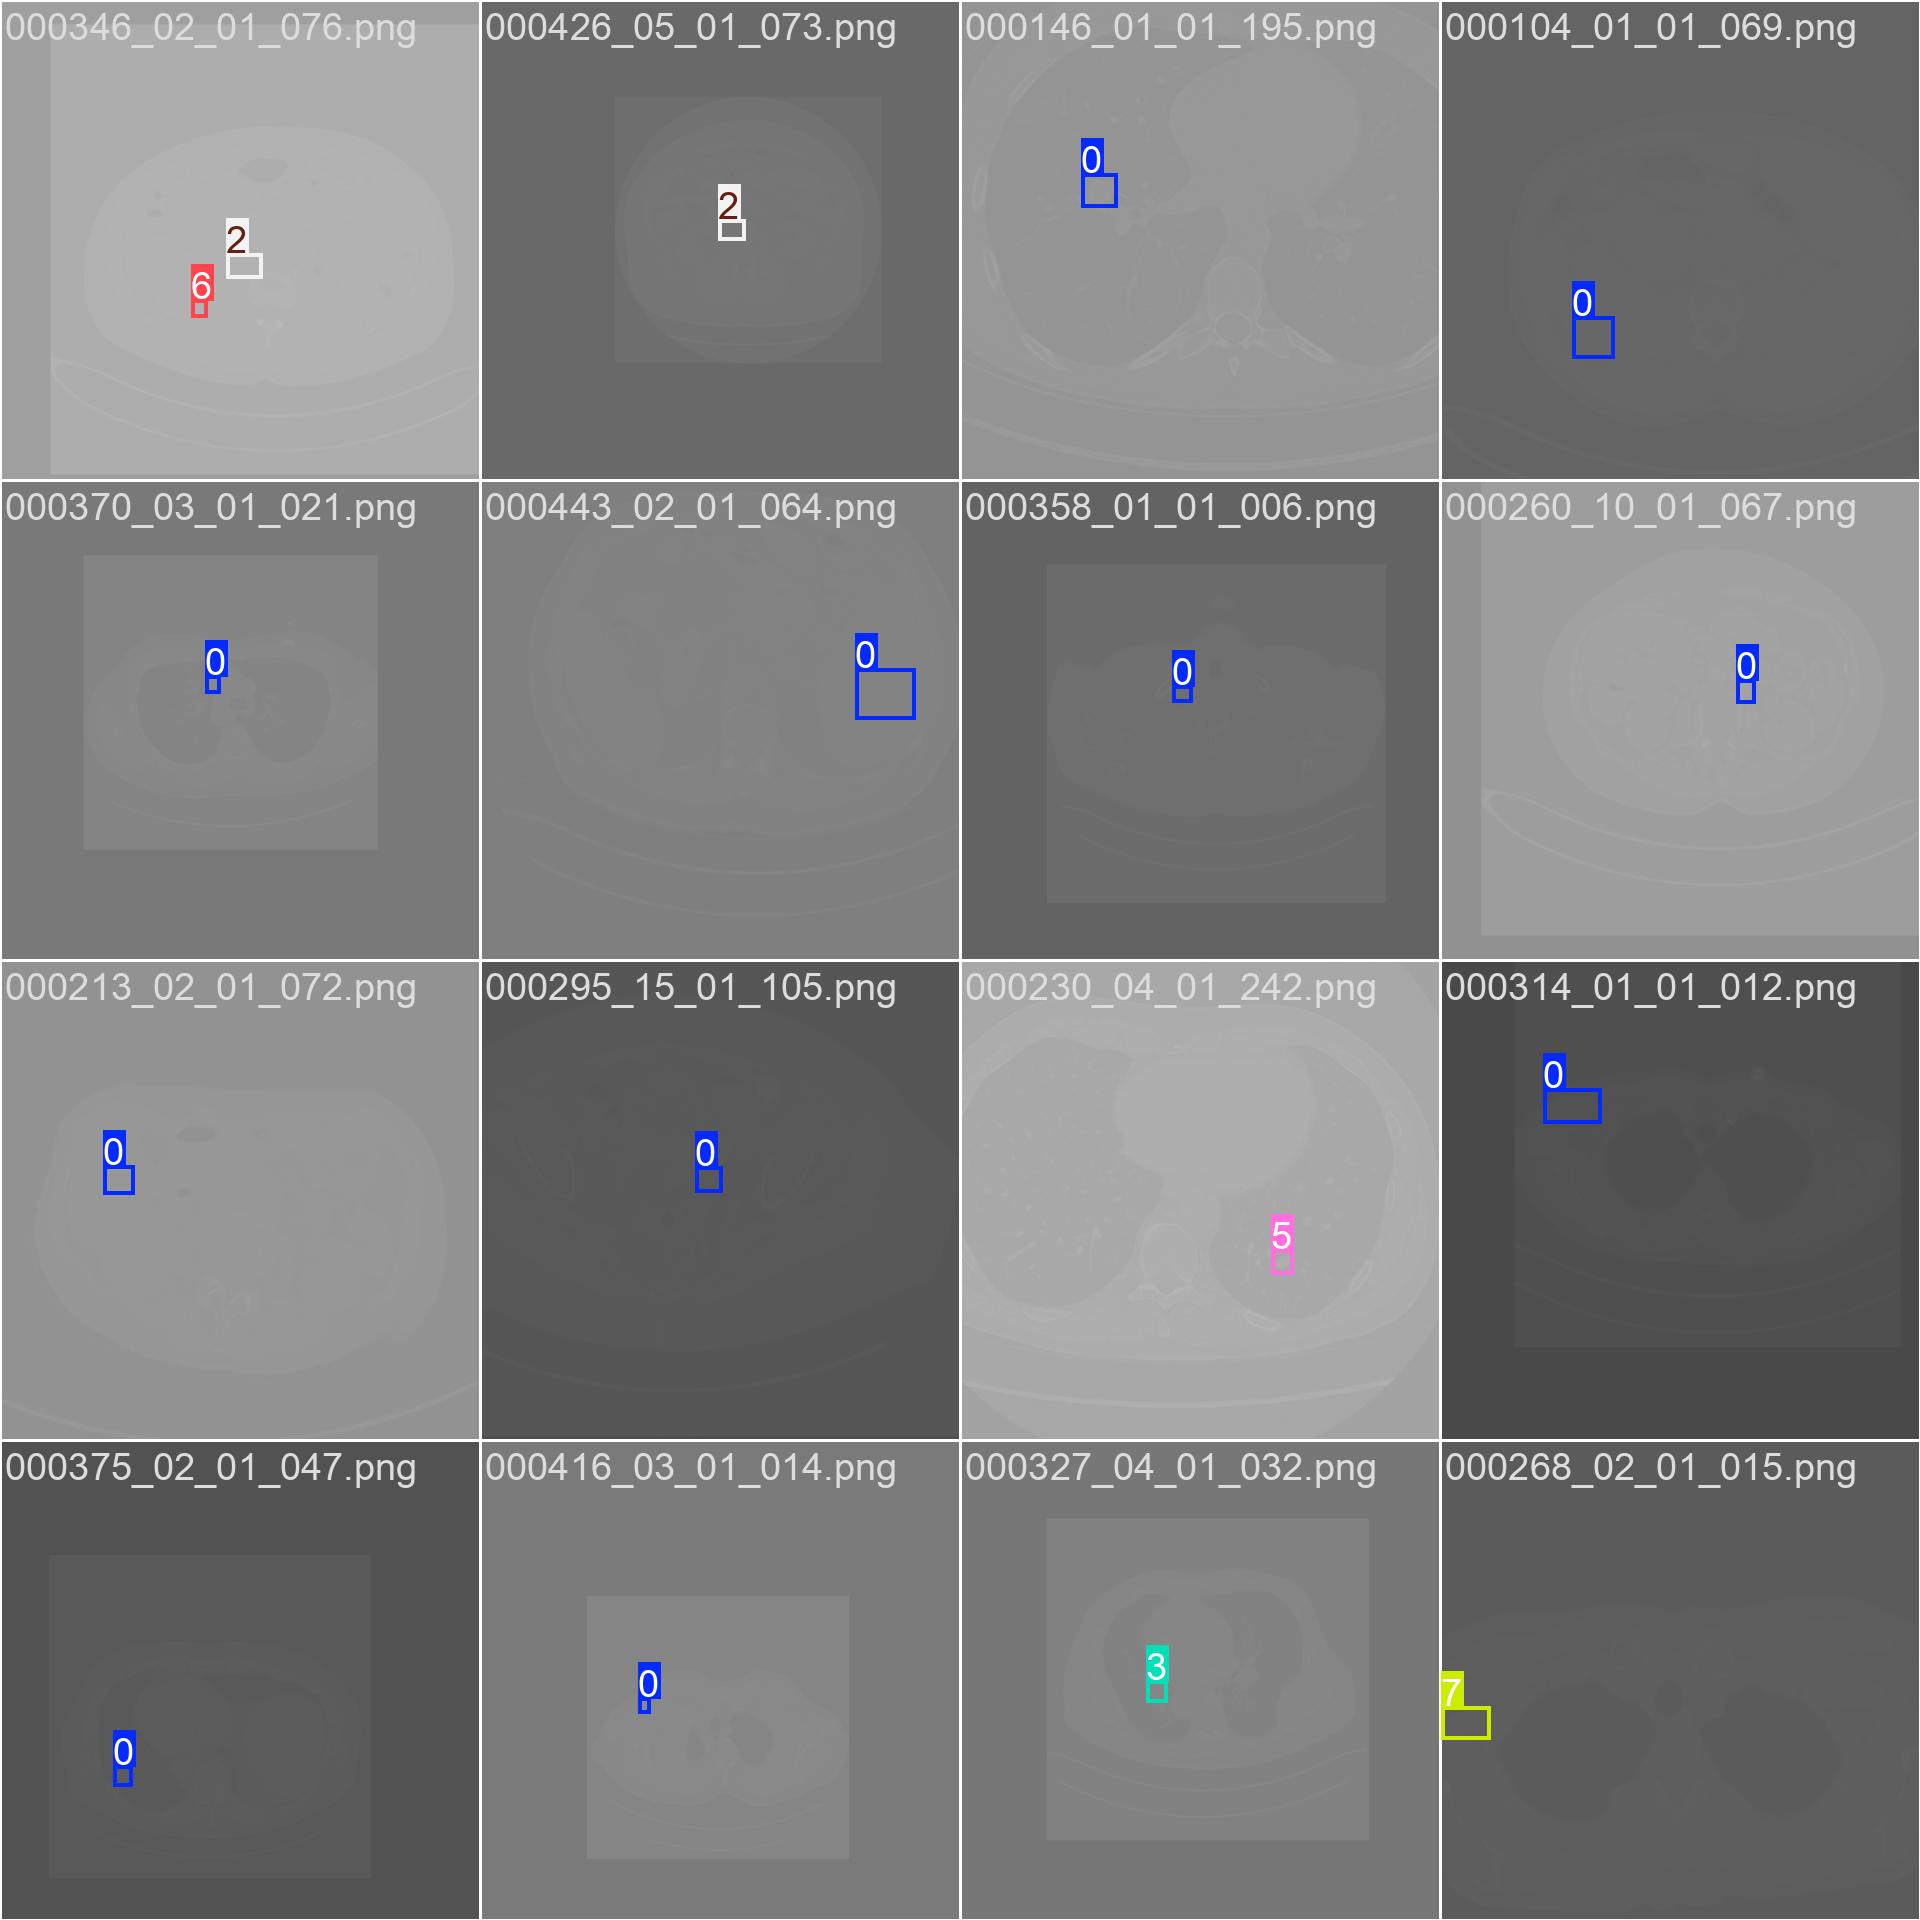 000346_02_01_076.png
000426_05_01_073.png
000146_01_01_195.png
000104_01_01_069.png
2
6
2
0
0
000370_03_01_021.png
000443_02_01_064.png
000358_01_01_006.png
000260_10_01_067.png
0
0
0
0
000213_02_01_072.png
000295_15_01_105.png
000230_04_01_242.png
000314_01_01_012.png
0
0
5
0
000375_02_01_047.png
000416_03_01_014.png
000327_04_01_032.png
000268_02_01_015.png
0
0
3
7